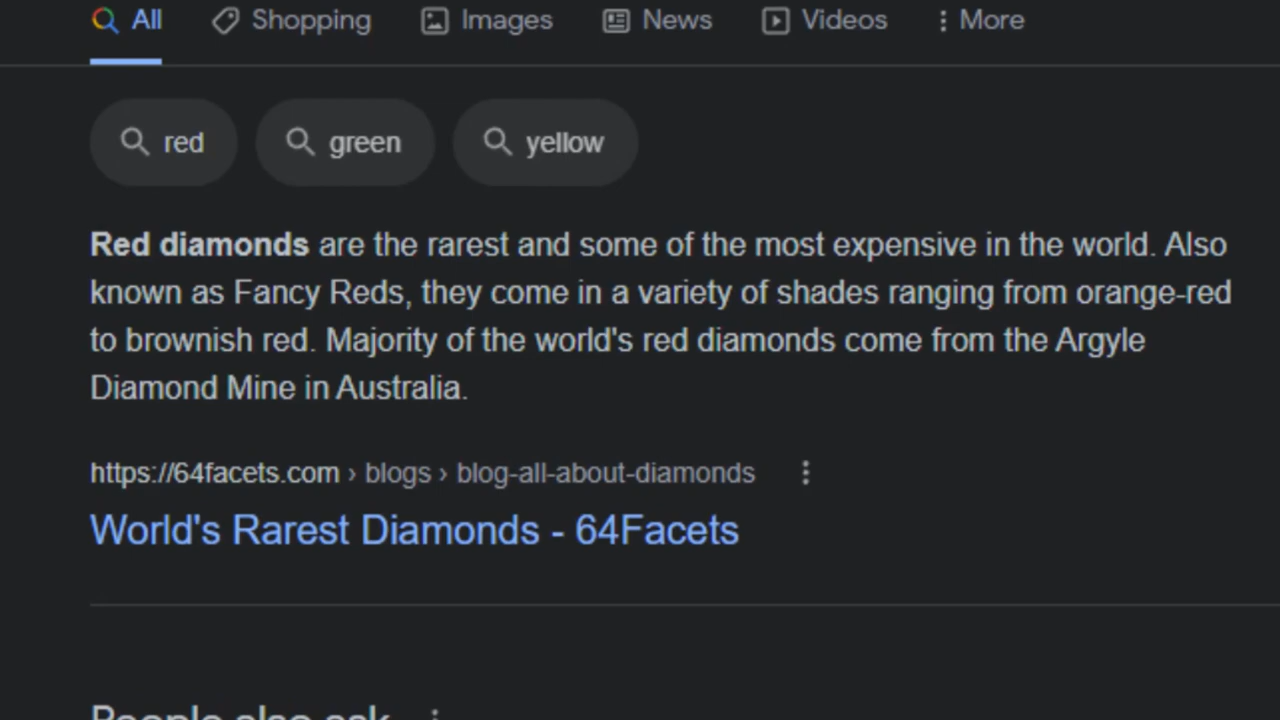 All Shopping Images News Videos More
red green yellow
Red diamonds are the rarest and some of the most expensive in the world. Also
known as Fancy Reds, they come in a variety of shades ranging from orange-red
to brownish red. Majority of the world's red diamonds come from the Argyle
Diamond Mine in Australia.
https://64facets.com › blogs › blog-all-about-diamonds
World's Rarest Diamonds - 64Facets
People also ask